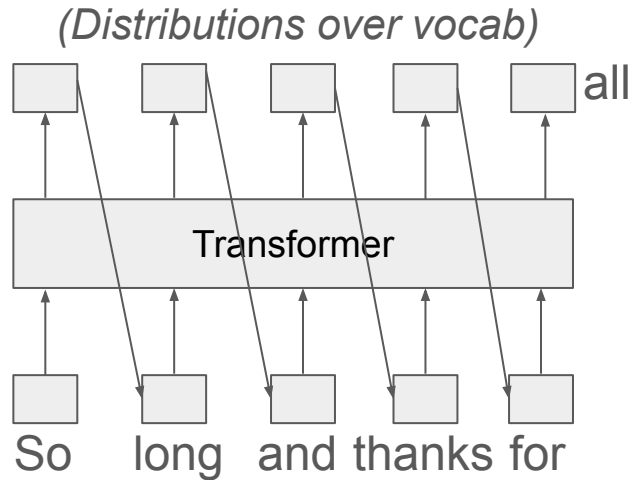 (Distributions over vocab)
all
Transformer
So long and thanks for